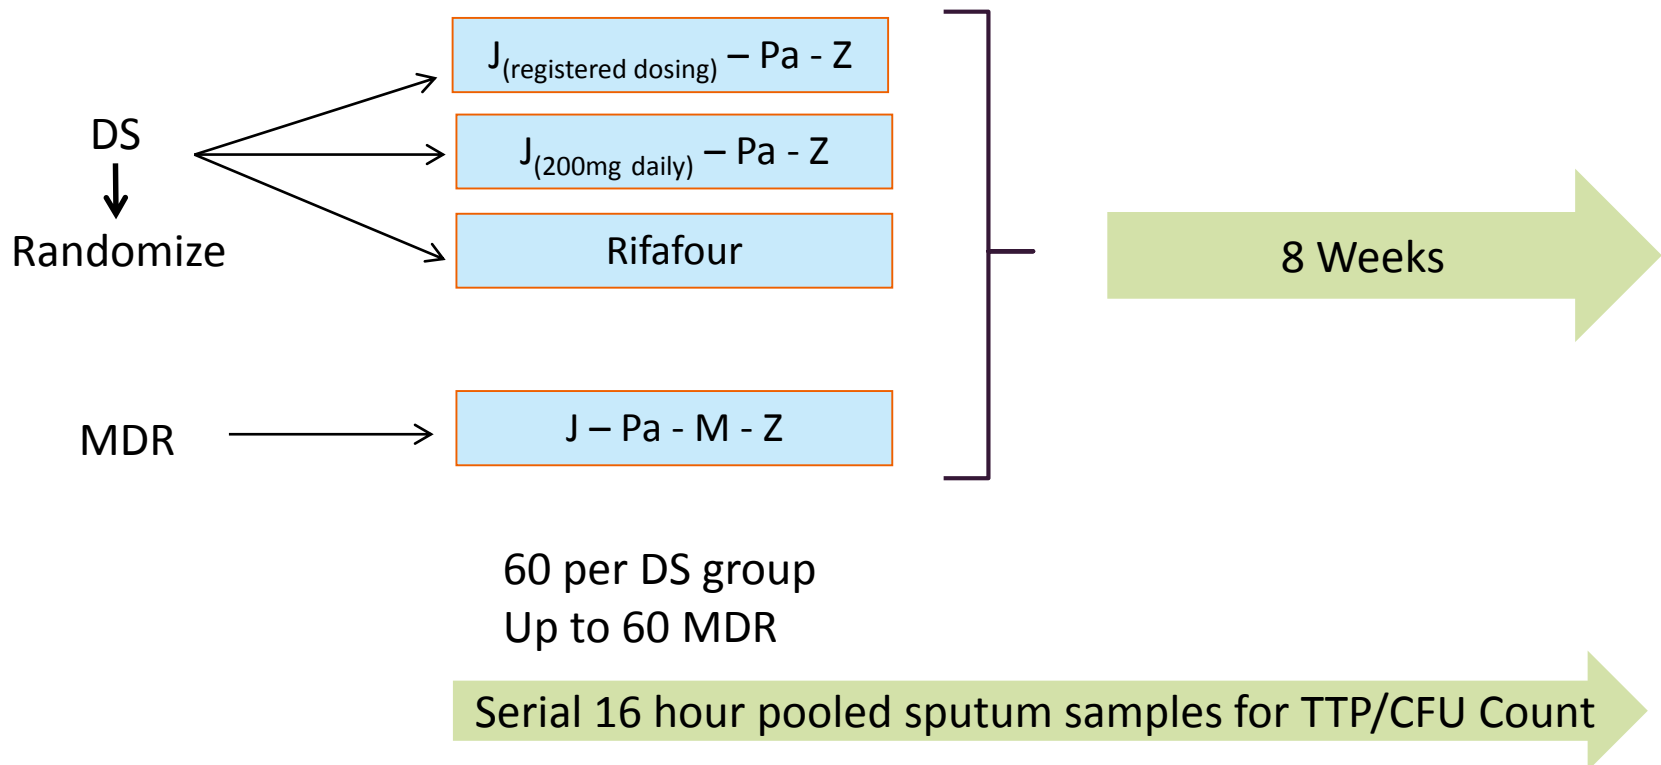 J(registered dosing) – Pa - Z
DS
J(200mg daily) – Pa - Z
Randomize
Rifafour
8 Weeks
MDR
J – Pa - M - Z
60 per DS group
Up to 60 MDR
Serial 16 hour pooled sputum samples for TTP/CFU Count